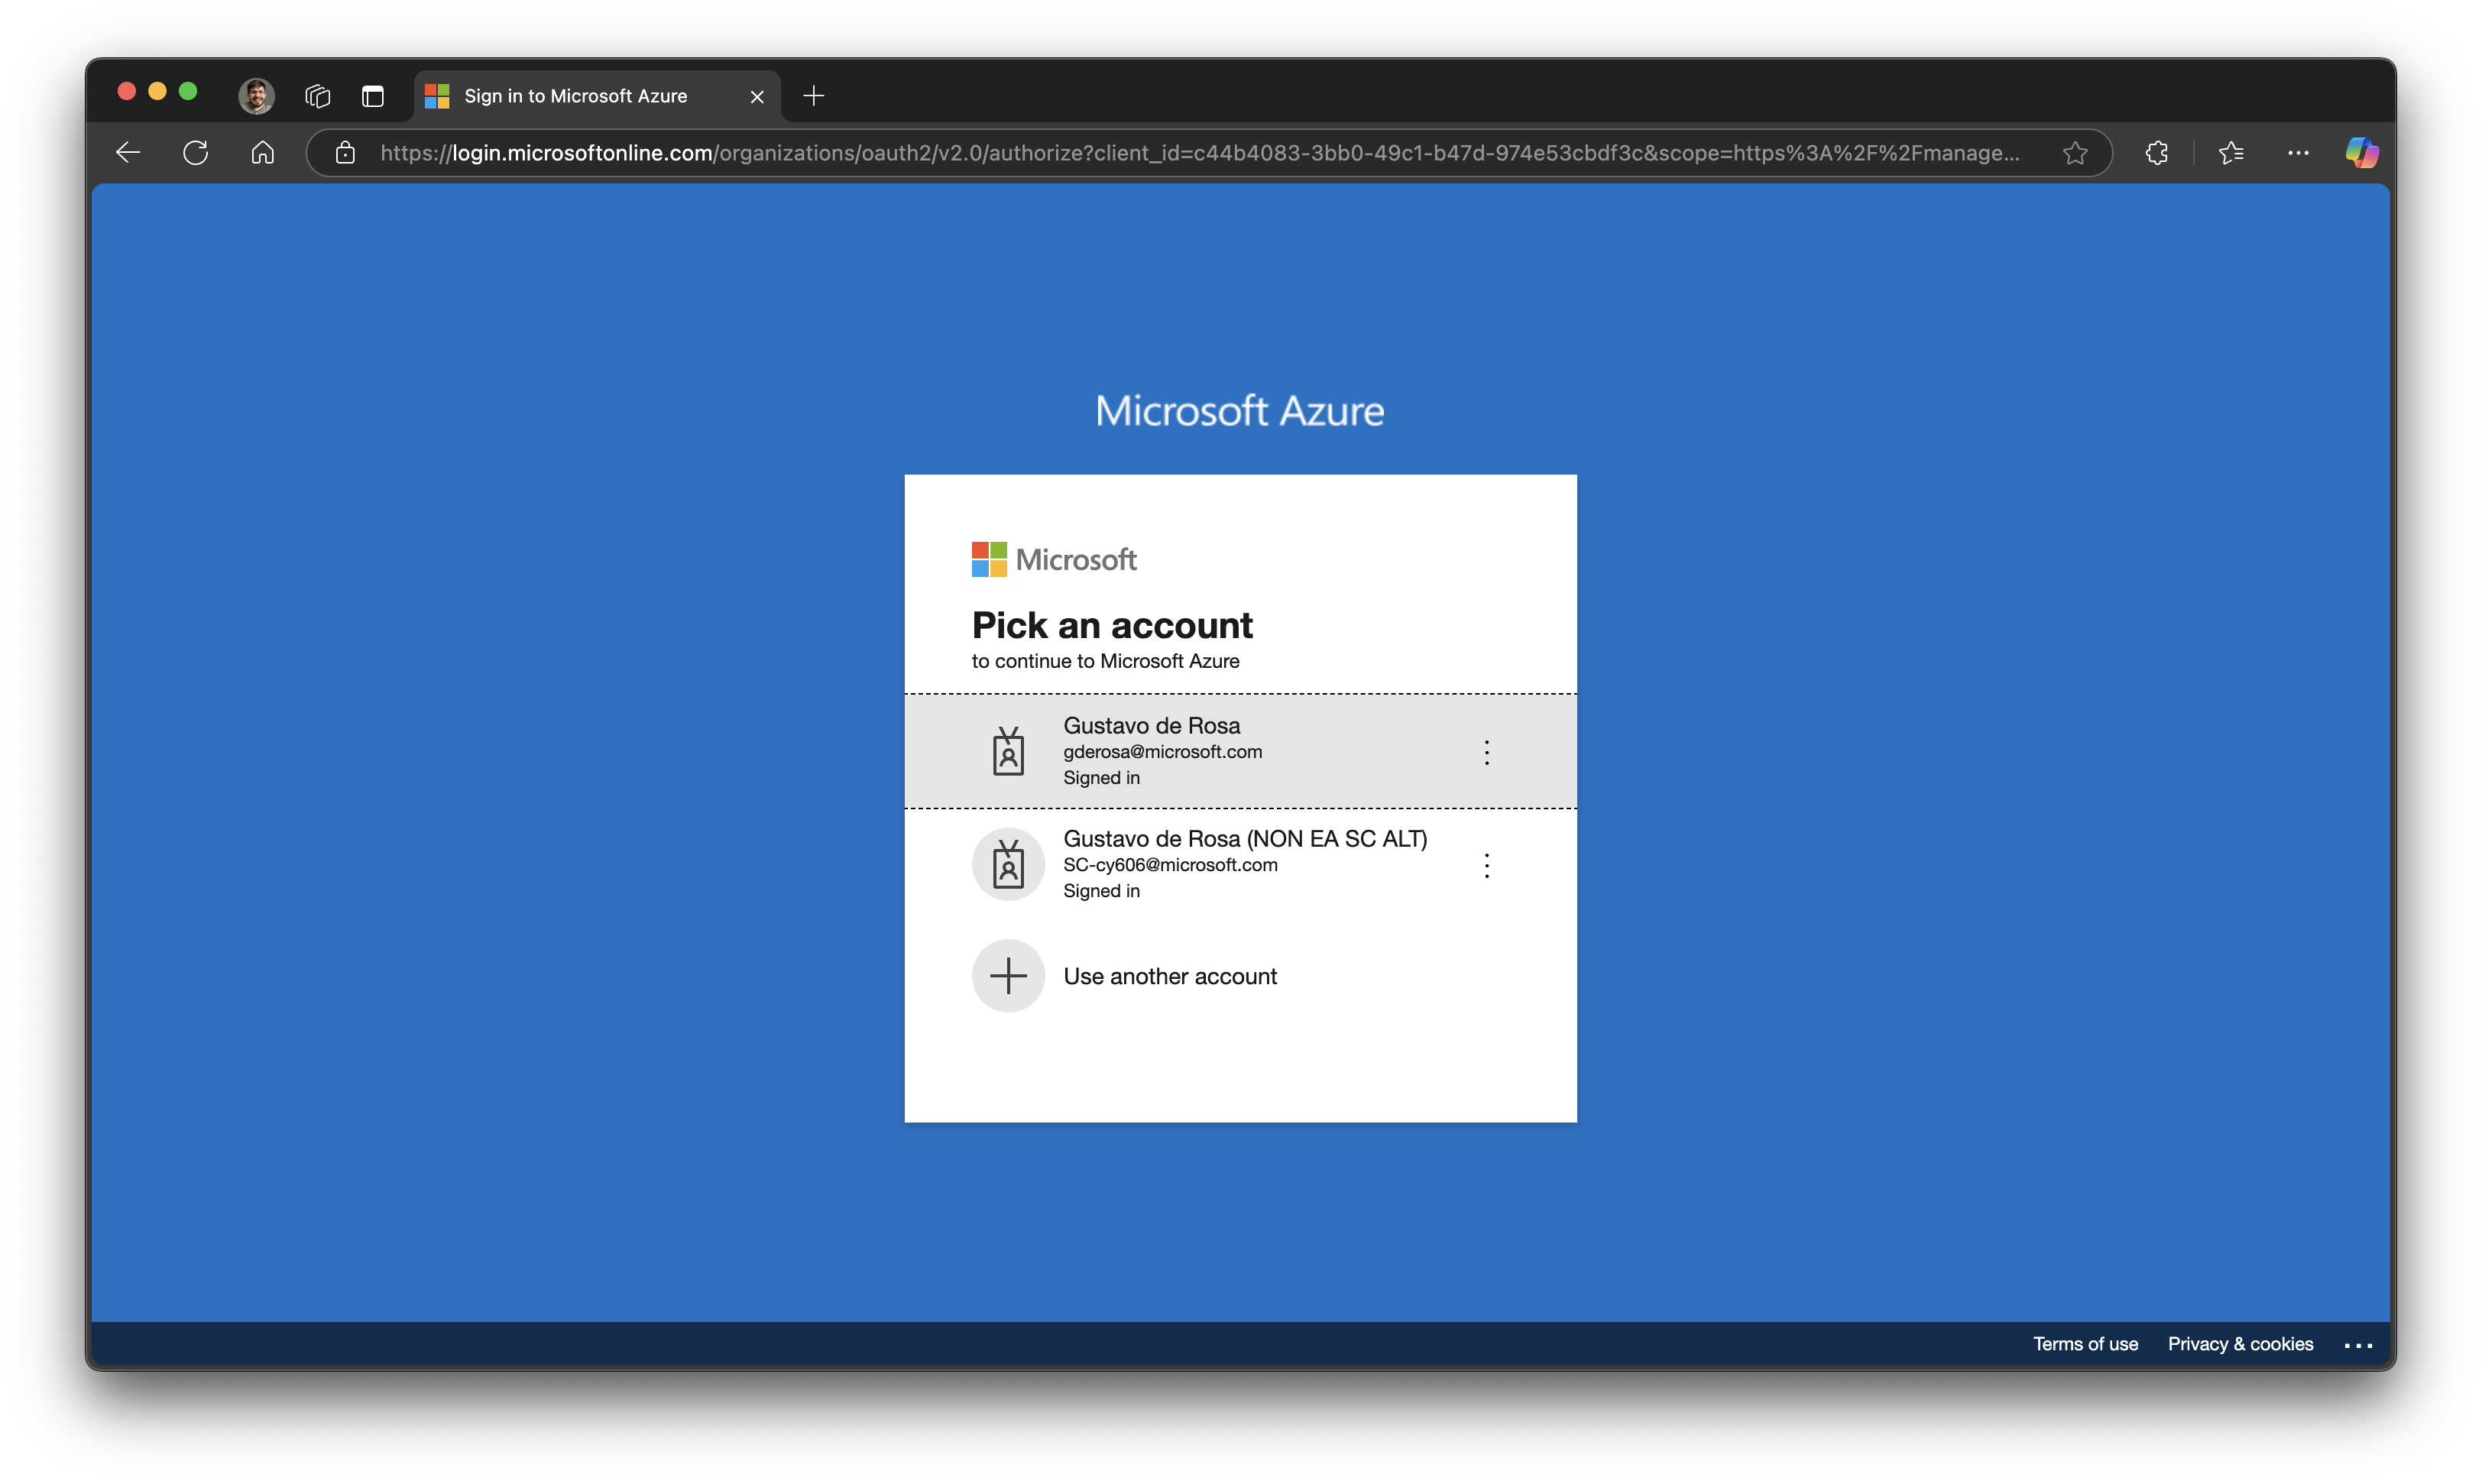 Sign in to Microsoft Azure
https://login.microsoftonline.com/organizations/oauth2/v2.0/authorize?client_id=c44b4083-3bb0-49c1-b47d-974e53cbdf3c&scope=https%3A%2F%2Fmanage...
Microsoft Azure
Microsoft
Pick an account
to continue to Microsoft Azure
Gustavo de Rosa
gderosa@microsoft.com
Signed in
Gustavo de Rosa (NON EA SC ALT)
SC-cy606@microsoft.com
Signed in
Use another account
Terms of use Privacy & cookies